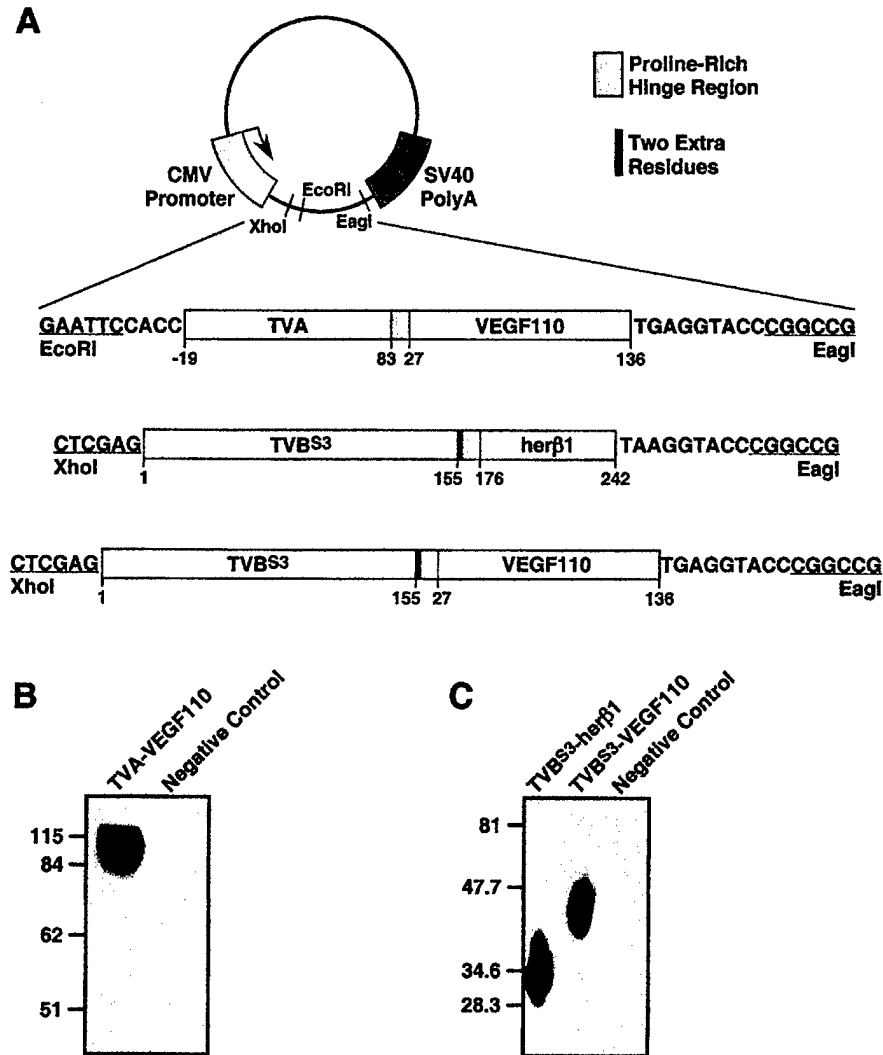 A
Proline-Rich
Hinge Region
Two Extra
Residues
CMV
Promoter
XhoI
EcoRI
EagI
SV40
PolyA
GAATTCCACC TVA VEGF110 TGAGGTACCCGGCCG
EcoRI EagI
-19 83 27 136
CTCGAG TVBS3 herβ1 TAAGGTACCCGGCCG
XhoI EagI
1 155 176 242
CTCGAG TVBS3 VEGF110 TGAGGTACCCGGCCG
XhoI EagI
1 155 27 136
B
TVA-VEGF110
Negative Control
115
84
62
51
C
TVBS3-herβ1
TVBS3-VEGF110
Negative Control
81
47.7
34.6
28.3